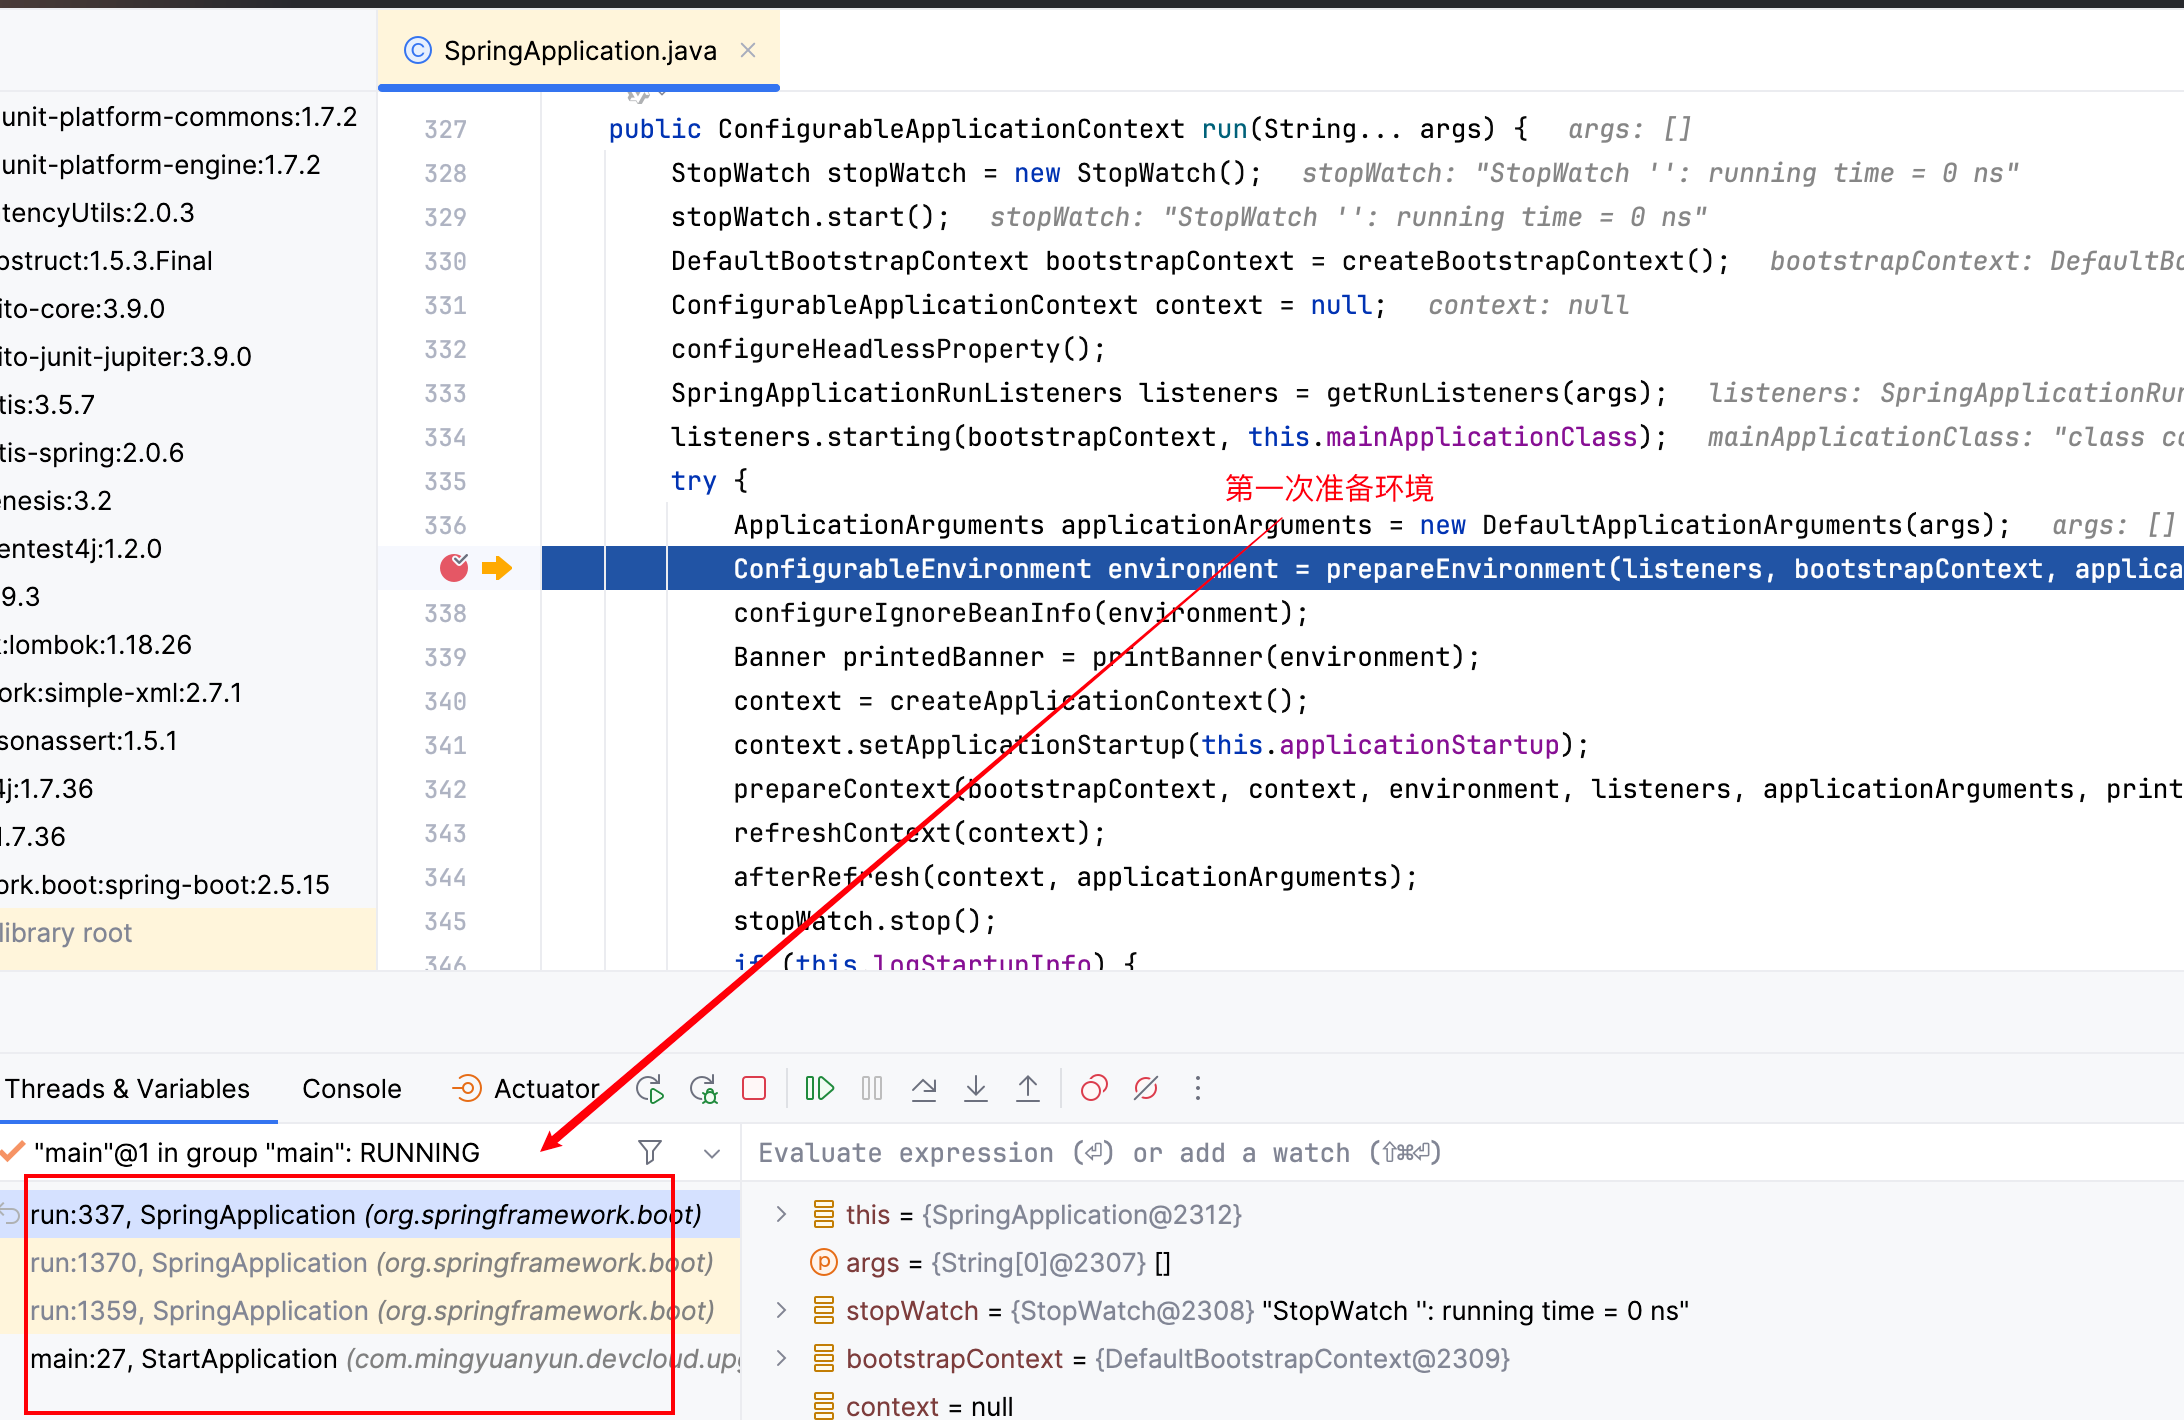 SpringApplication.java
unit-platform-commons:1.7.2
unit-platform-engine:1.7.2
tencyUtils:2.0.3
ostruct:1.5.3.Final
ito-core:3.9.0
ito-junit-jupiter:3.9.0
tis:3.5.7
tis-spring:2.0.6
enesis:3.2
entest4j:1.2.0
9.3
:lombok:1.18.26
ork:simple-xml:2.7.1
sonassert:1.5.1
4j:1.7.36
1.7.36
ork.boot:spring-boot:2.5.15
library root
327 public ConfigurableApplicationContext run(String... args) { args: []
328 StopWatch stopWatch = new StopWatch(); stopWatch: "StopWatch '': running time = 0 ns"
329 stopWatch.start(); stopWatch: "StopWatch '': running time = 0 ns"
330 DefaultBootstrapContext bootstrapContext = createBootstrapContext(); bootstrapContext: DefaultBo
331 ConfigurableApplicationContext context = null; context: null
332 configureHeadlessProperty();
333 SpringApplicationRunListeners listeners = getRunListeners(args); listeners: SpringApplicationRun
334 listeners.starting(bootstrapContext, this.mainApplicationClass); mainApplicationClass: "class co
335 try {
第一次准备环境
336 ApplicationArguments applicationArguments = new DefaultApplicationArguments(args); args: []
ConfigurableEnvironment environment = prepareEnvironment(listeners, bootstrapContext, applica
338 configureIgnoreBeanInfo(environment);
339 Banner printedBanner = printBanner(environment);
340 context = createApplicationContext();
341 context.setApplicationStartup(this.applicationStartup);
342 prepareContext(bootstrapContext, context, environment, listeners, applicationArguments, print
343 refreshContext(context);
344 afterRefresh(context, applicationArguments);
345 stopWatch.stop();
346 if (this.logStartupInfo) {
Threads & Variables Console Actuator
"main"@1 in group "main": RUNNING
run:337, SpringApplication (org.springframework.boot)
run:1370, SpringApplication (org.springframework.boot)
run:1359, SpringApplication (org.springframework.boot)
main:27, StartApplication (com.mingyuanyun.devcloud.upg
Evaluate expression (⏎) or add a watch (⇧⌘⏎)
this = {SpringApplication@2312}
args = {String[0]@2307} []
stopWatch = {StopWatch@2308} "StopWatch '': running time = 0 ns"
bootstrapContext = {DefaultBootstrapContext@2309}
context = null